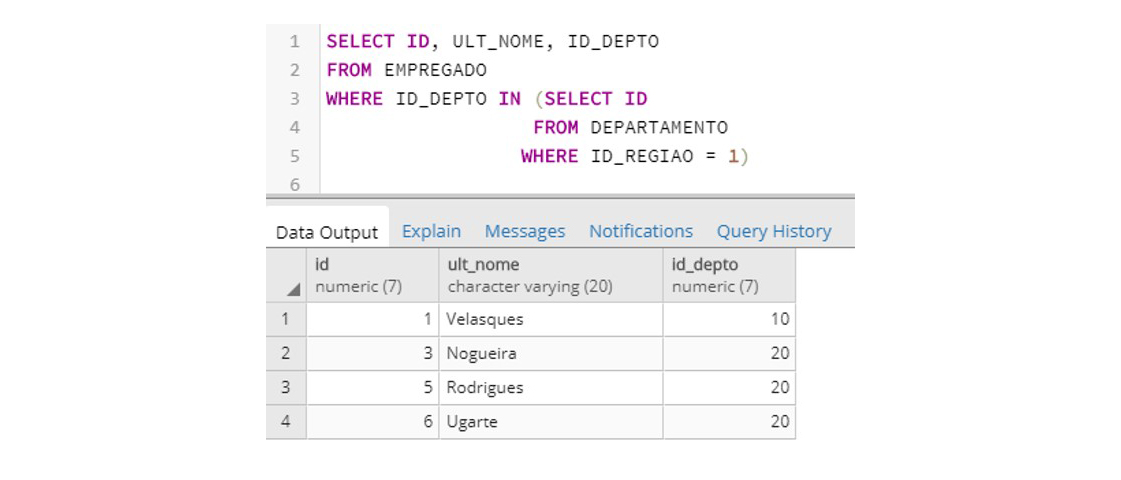 1 SELECT ID, ULT_NOME, ID_DEPTO
2 FROM EMPREGADO
3 WHERE ID_DEPTO IN (SELECT ID
4 FROM DEPARTAMENTO
5 WHERE ID_REGIAO = 1)
6
Data Output Explain Messages Notifications Query History
id ult_nome id_depto
numeric (7) character varying (20) numeric (7)
1 1 Velasques 10
2 3 Nogueira 20
3 5 Rodrigues 20
4 6 Ugarte 20